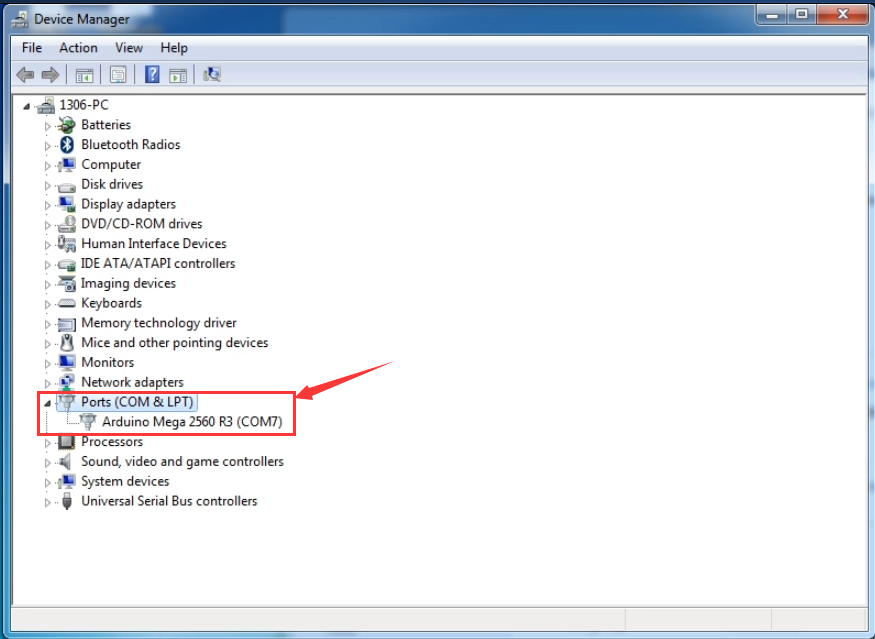 Device Manager
File Action View Help
1306-PC
Batteries
Bluetooth Radios
Computer
Disk drives
Display adapters
DVD/CD-ROM drives
Human Interface Devices
IDE ATA/ATAPI controllers
Imaging devices
Keyboards
Memory technology driver
Mice and other pointing devices
Monitors
Network adapters
Ports (COM & LPT)
Arduino Mega 2560 R3 (COM7)
Processors
Sound, video and game controllers
System devices
Universal Serial Bus controllers